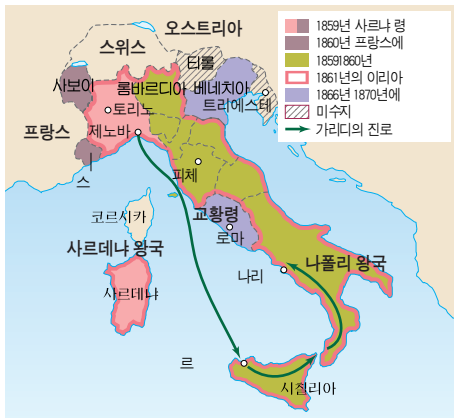 오스트리아
스위스
티롤
사보이
롬바르디아
베네치아
트리에스테
토리노
제노바
프랑스
스
피체
코르시카
교황령
로마
사르데냐 왕국
나폴리 왕국
나리
사르데냐
르
시칠리아
1859년 사르냐 령
1860년 프랑스에
18591860년
1861년의 이리아
1866년 1870년에
미수지
가리디의 진로